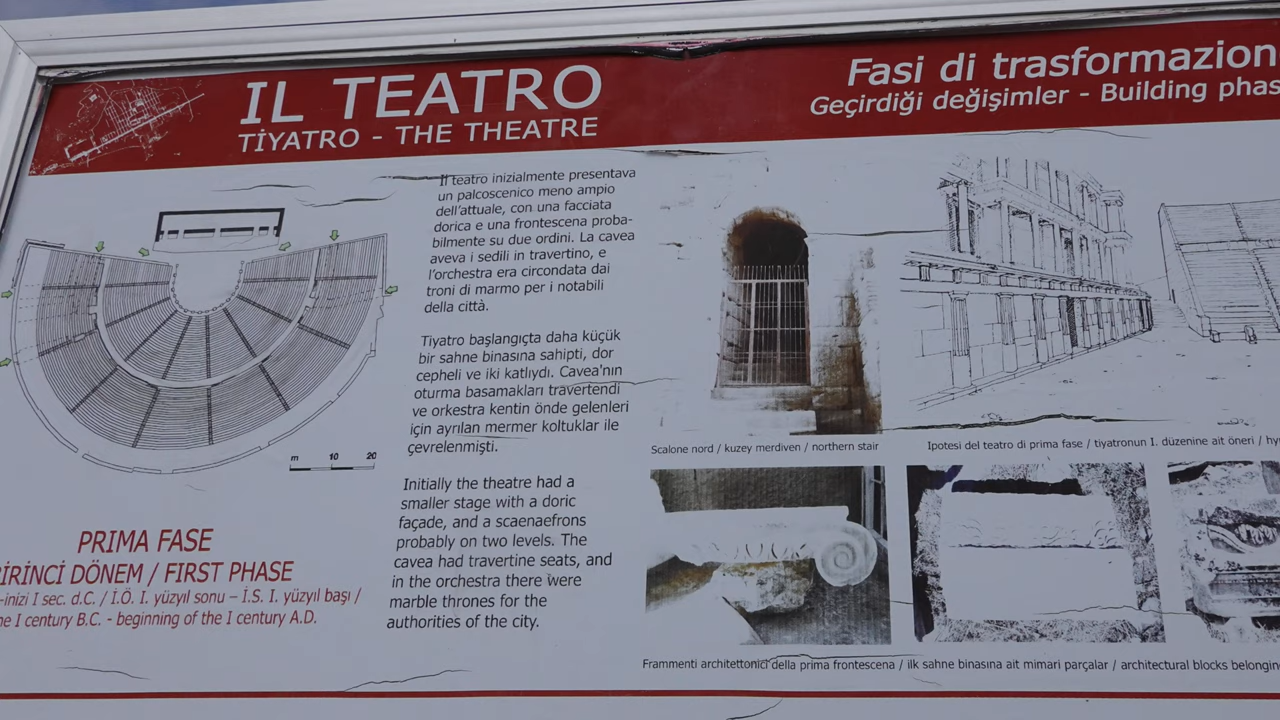 IL TEATRO
TİYATRO - THE THEATRE
Fasi di trasformazion
Geçirdiği değişimler - Building phas
Il teatro inizialmente presentava
un palcoscenico meno ampio
dell'attuale, con una facciata
dorica e una frontescena proba-
bilmente su due ordini. La cavea
aveva i sedili in travertino, e
l'orchestra era circondata dai
troni di marmo per i notabili
della città.
Tiyatro başlangıçta daha küçük
bir sahne binasına sahipti, dor
cepheli ve iki katlıydı. Cavea'nın
oturma basamakları travertendi
ve orkestra kentin önde gelenleri
için ayrılan mermer koltuklar ile
çevrelenmişti.
Initially the theatre had a
smaller stage with a doric
façade, and a scaenaefrons
probably on two levels. The
cavea had travertine seats, and
in the orchestra there were
marble thrones for the
authorities of the city.
m 10 20
PRIMA FASE
BİRİNCİ DÖNEM / FIRST PHASE
-inizi I sec. d.C. / İ.Ö. I. yüzyıl sonu – İ.S. I. yüzyıl başı /
he I century B.C. - beginning of the I century A.D.
Scalone nord / kuzey merdiven / northern stair
Ipotesi del teatro di prima fase / tiyatronun I. düzenine ait öneri / hy
Frammenti architettonici della prima frontescena / ilk sahne binasına ait mimari parçalar / architectural blocks belongin